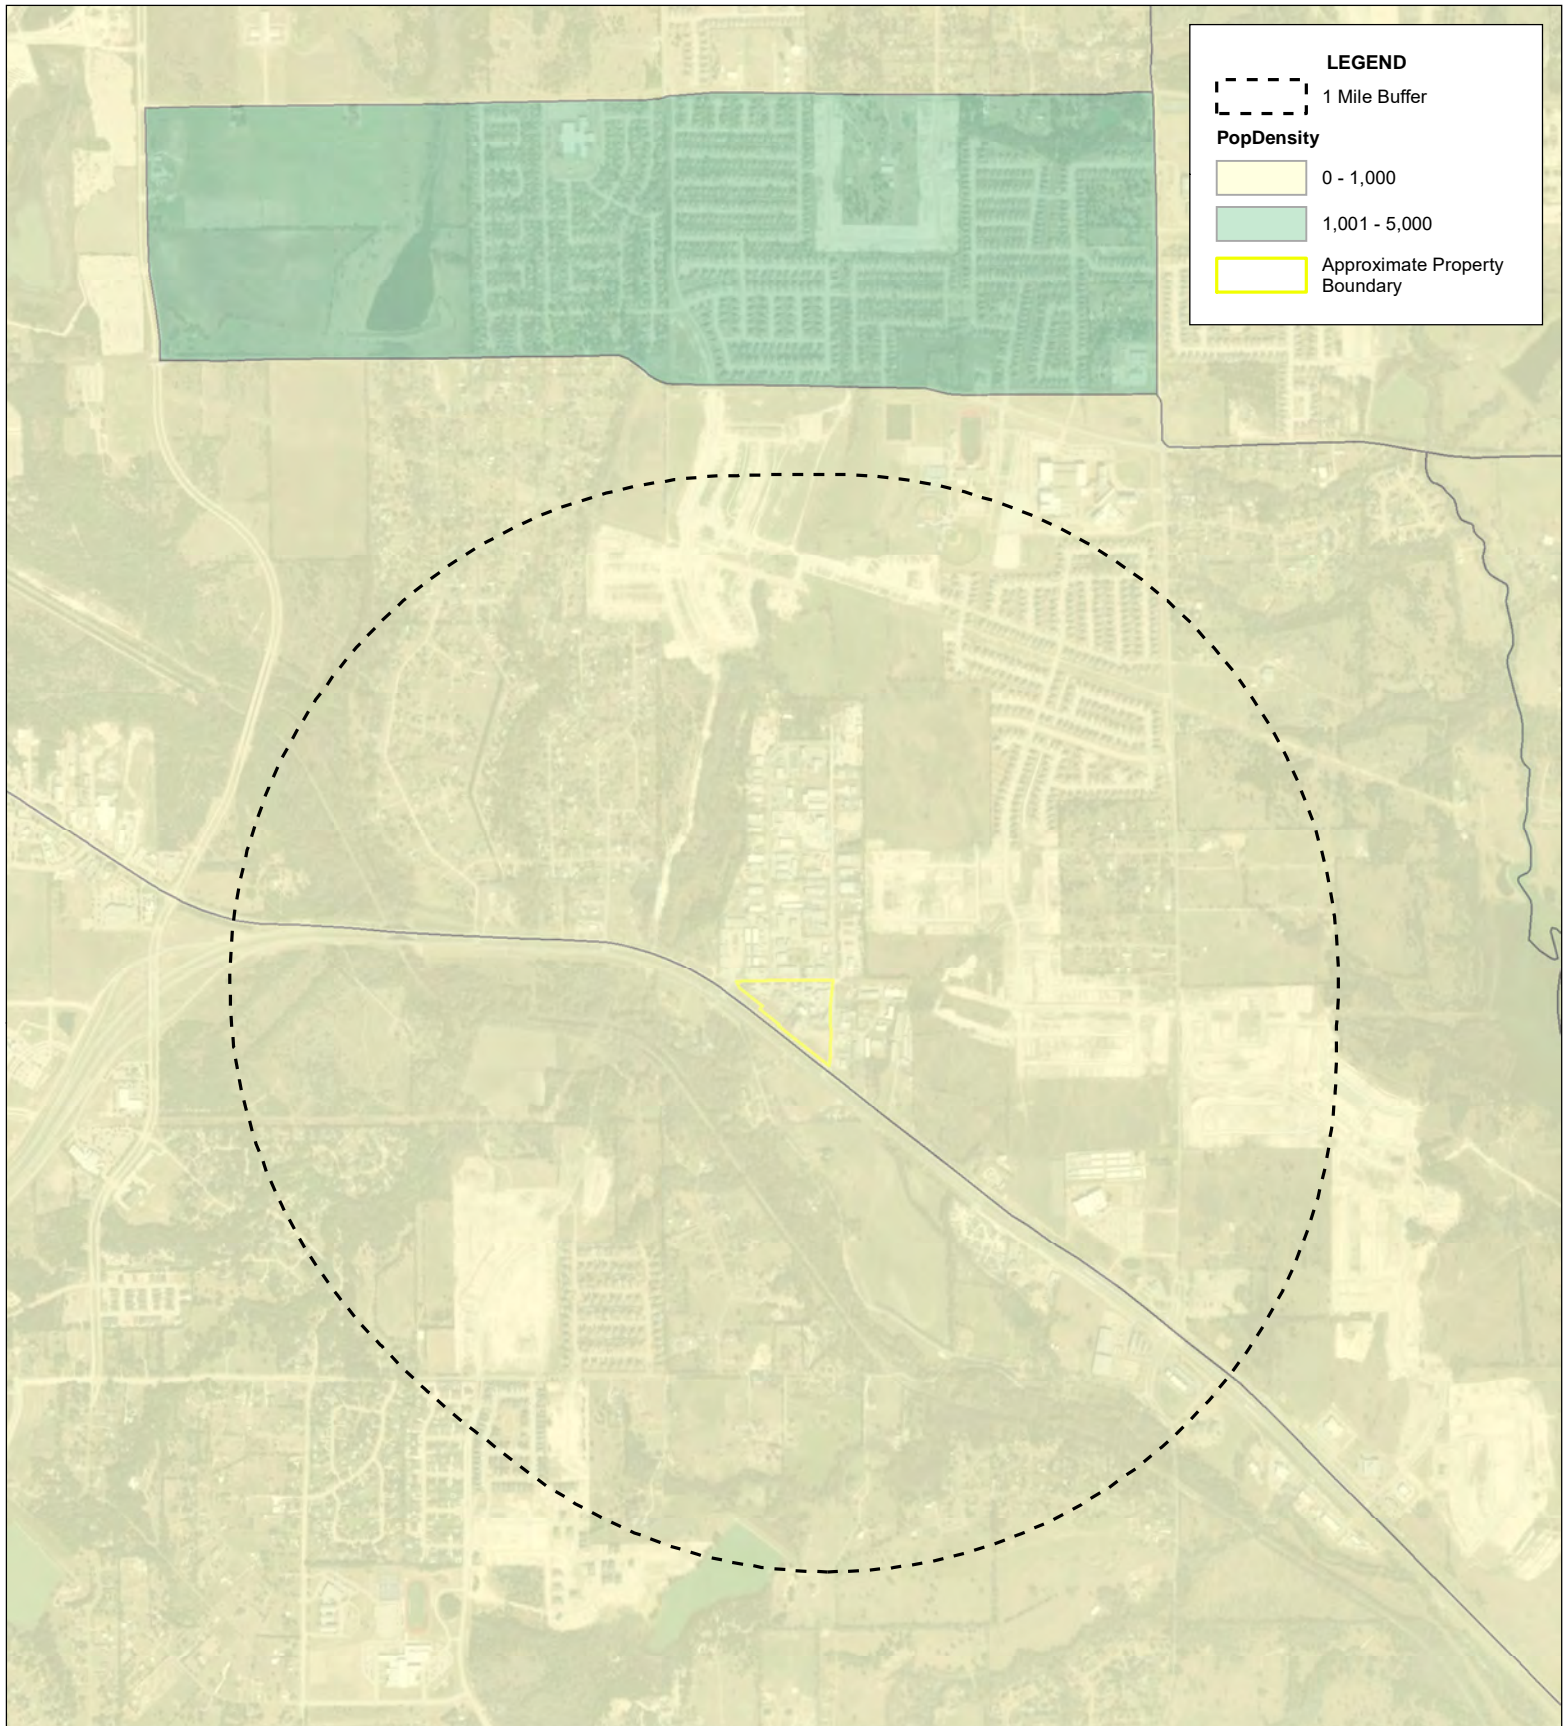 LEGEND
1 Mile Buffer
PopDensity
0 - 1,000
1,001 - 5,000
Approximate Property
Boundary